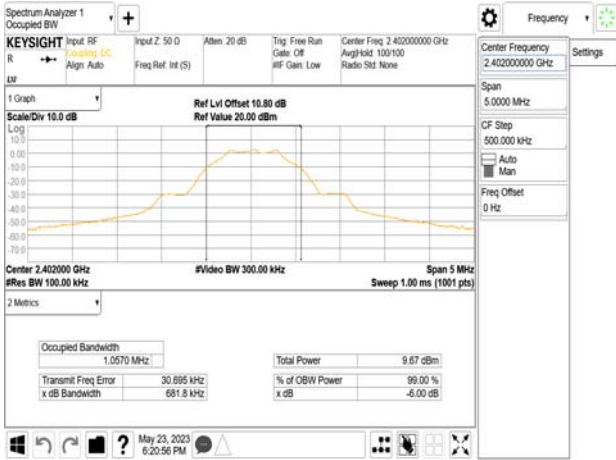 Spectrum Analyzer 1
Occupied BW
+
Frequency
KEYSIGHT
R
Input: RF
Coupling: DC
Align: Auto
Input Z: 50 Ω
Freq Ref: Int (S)
Atten: 20 dB
Trig: Free Run
Gate: Off
#IF Gain: Low
Center Freq: 2.402000000 GHz
Avg|Hold: 100/100
Radio Std: None
Center Frequency
2.402000000 GHz
Settings
Span
5.0000 MHz
CF Step
500.000 kHz
Auto
Man
Freq Offset
0 Hz
1 Graph
Scale/Div 10.0 dB
Ref Lvl Offset 10.80 dB
Ref Value 20.00 dBm
Log
10.0
0.00
-10.0
-20.0
-30.0
-40.0
-50.0
-60.0
-70.0
Center 2.402000 GHz
#Res BW 100.00 kHz
#Video BW 300.00 kHz
Span 5 MHz
Sweep 1.00 ms (1001 pts)
2 Metrics
Occupied Bandwidth
1.0570 MHz
Total Power 9.67 dBm
Transmit Freq Error 30.695 kHz
% of OBW Power 99.00 %
x dB Bandwidth 681.8 kHz
x dB -6.00 dB
?
May 23, 2023
6:20:56 PM